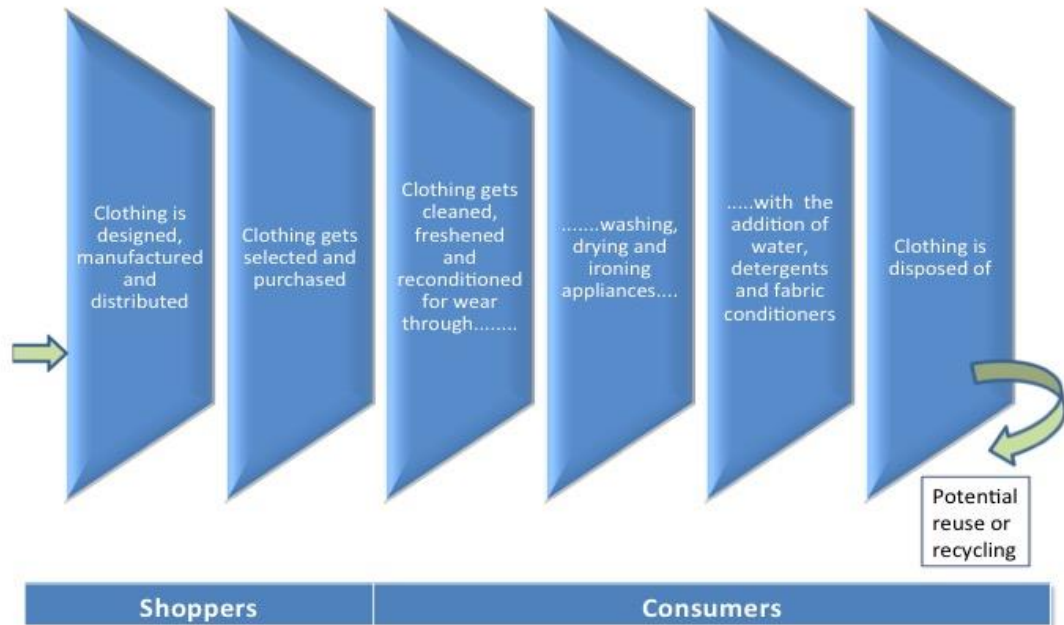 Clothing is
designed,
manufactured
and
distributed
Clothing gets
selected and
purchased
Clothing gets
cleaned,
freshened
and
reconditioned
for wear
through........
.......washing,
drying and
ironing
appliances....
.....with the
addition of
water,
detergents
and fabric
conditioners
Clothing is
disposed of
Potential
reuse or
recycling
Shoppers
Consumers